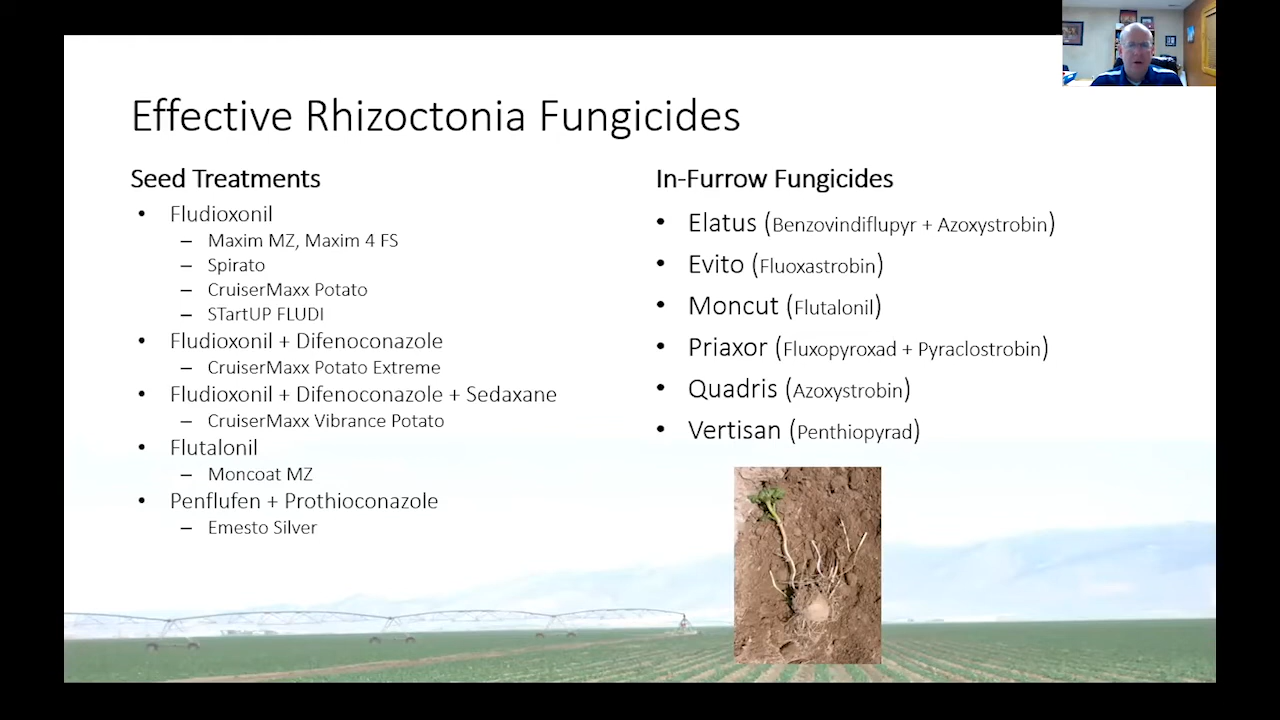 Effective Rhizoctonia Fungicides
Seed Treatments
• Fludioxonil
– Maxim MZ, Maxim 4 FS
– Spirato
– CruiserMaxx Potato
– STartUP FLUDI
• Fludioxonil + Difenoconazole
– CruiserMaxx Potato Extreme
• Fludioxonil + Difenoconazole + Sedaxane
– CruiserMaxx Vibrance Potato
• Flutalonil
– Moncoat MZ
• Penflufen + Prothioconazole
– Emesto Silver
In-Furrow Fungicides
• Elatus (Benzovindiflupyr + Azoxystrobin)
• Evito (Fluoxastrobin)
• Moncut (Flutalonil)
• Priaxor (Fluxopyroxad + Pyraclostrobin)
• Quadris (Azoxystrobin)
• Vertisan (Penthiopyrad)